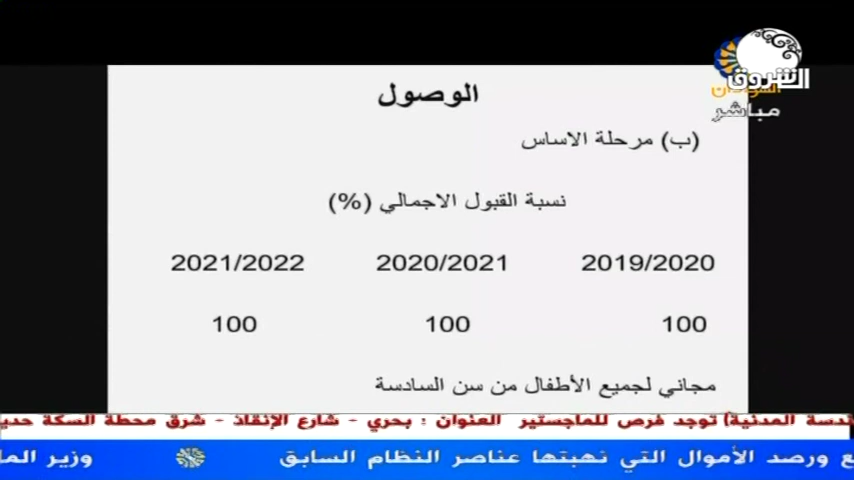 الشروق
السودان
مباشر
الوصول
(ب) مرحلة الاساس
نسبة القبول الاجمالي (%)
2019/2020 2020/2021 2021/2022
100 100 100
مجاني لجميع الأطفال من سن السادسة
المدنية) توجد فرص للماجستير العنوان : بحري - شارع الإنقاذ - شرق محطة السكة
ورصد الأموال التي نهبتها عناصر النظام السابق وزير